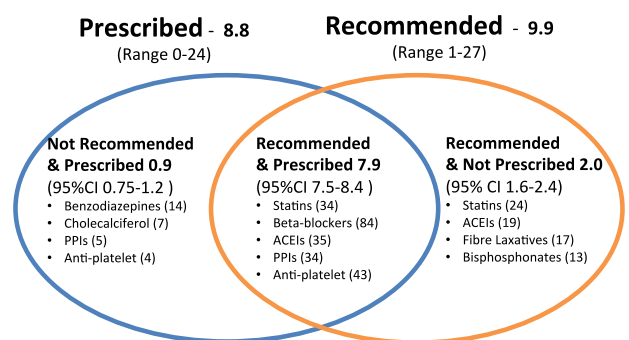 Prescribed - 8.8
(Range 0-24)
Recommended - 9.9
(Range 1-27)
Not Recommended
& Prescribed 0.9
(95%CI 0.75-1.2 )
• Benzodiazepines (14)
• Cholecalciferol (7)
• PPIs (5)
• Anti-platelet (4)
Recommended
& Prescribed 7.9
(95%CI 7.5-8.4 )
• Statins (34)
• Beta-blockers (84)
• ACEIs (35)
• PPIs (34)
• Anti-platelet (43)
Recommended
& Not Prescribed 2.0
(95% CI 1.6-2.4)
• Statins (24)
• ACEIs (19)
• Fibre Laxatives (17)
• Bisphosphonates (13)